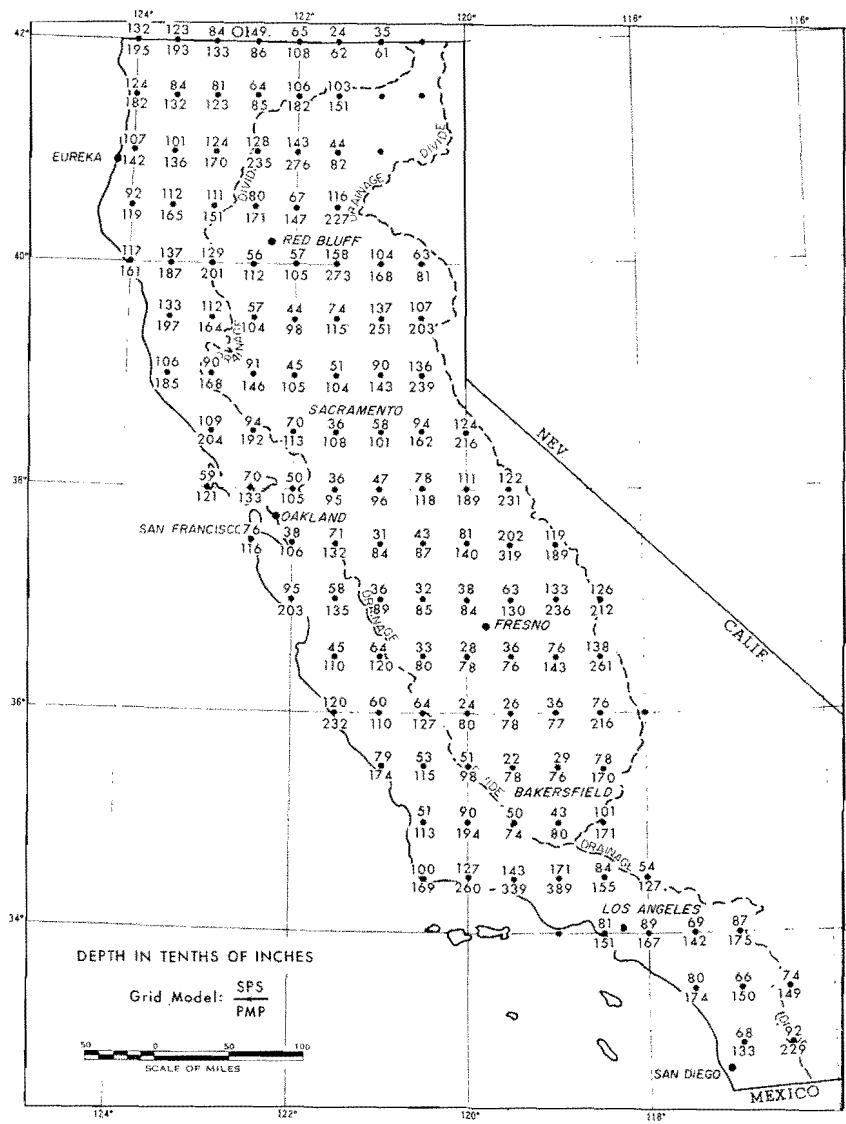 124° 122° 120° 118° 116°
42°
132 123 84 0149. 65 24 35
195 193 133 86 108 62 61
124 84 81 64 106 103
182 132 123 85 182 151
107 101 124 128 143 44
EUREKA 142 136 170 235 276 82
DIVIDE
DIVIDE
DRAINAGE
92 112 111 80 67 116
119 165 151 171 147 227
RED BLUFF
40°
117 137 129 56 57 158 104 63
161 187 201 112 105 273 168 81
133 112 57 44 74 137 107
197 164 104 98 115 251 203
106 90 91 45 51 90 136
185 168 146 105 104 143 239
SACRAMENTO
109 94 70 36 58 94 124
204 192 113 108 101 162 216
NEV.
38°
59 70 50 36 47 78 111 122
121 133 105 95 96 118 189 231
OAKLAND
SAN FRANCISCO 76 38 71 31 43 81 202 119
116 106 132 84 87 140 319 189
95 58 36 32 38 63 133 126
203 135 89 85 84 130 236 212
DRAINAGE
FRESNO
CALIF.
45 64 33 28 36 76 138
110 120 80 78 76 143 261
36°
120 60 64 24 26 36 76
232 110 127 80 78 77 216
79 53 51 22 29 78
174 115 98 78 76 170
BAKERSFIELD
51 90 50 43 101
113 194 74 80 171
DRAINAGE
100 127 143 171 84 54
169 260 339 389 155 127
LOS ANGELES
34°
81 89 69 87
151 167 142 175
DEPTH IN TENTHS OF INCHES
Grid Model: SPS
PMP
80 66 74
174 150 149
68 92
133 229
50 0 50 100
SCALE OF MILES
SAN DIEGO
MEXICO
124° 122° 120° 118°